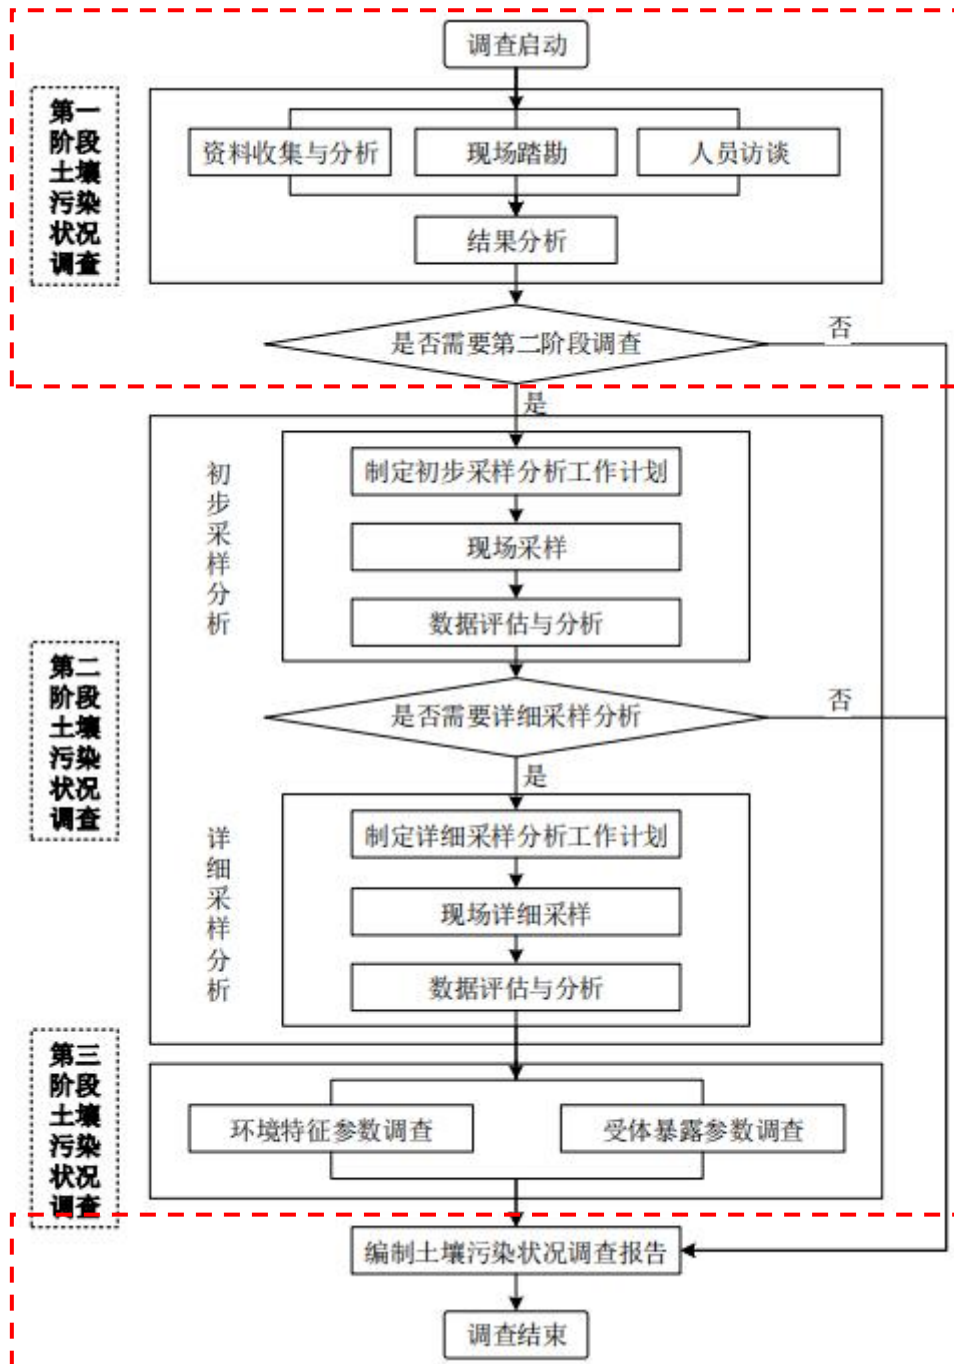 调查启动
第一
阶段
土壤
污染
状况
调查
资料收集与分析
现场踏勘
人员访谈
结果分析
是否需要第二阶段调查
否
是
初
步
采
样
分
析
制定初步采样分析工作计划
现场采样
数据评估与分析
第二
阶段
土壤
污染
状况
调查
是否需要详细采样分析
否
是
详
细
采
样
分
析
制定详细采样分析工作计划
现场详细采样
数据评估与分析
第三
阶段
土壤
污染
状况
调查
环境特征参数调查
受体暴露参数调查
编制土壤污染状况调查报告
调查结束